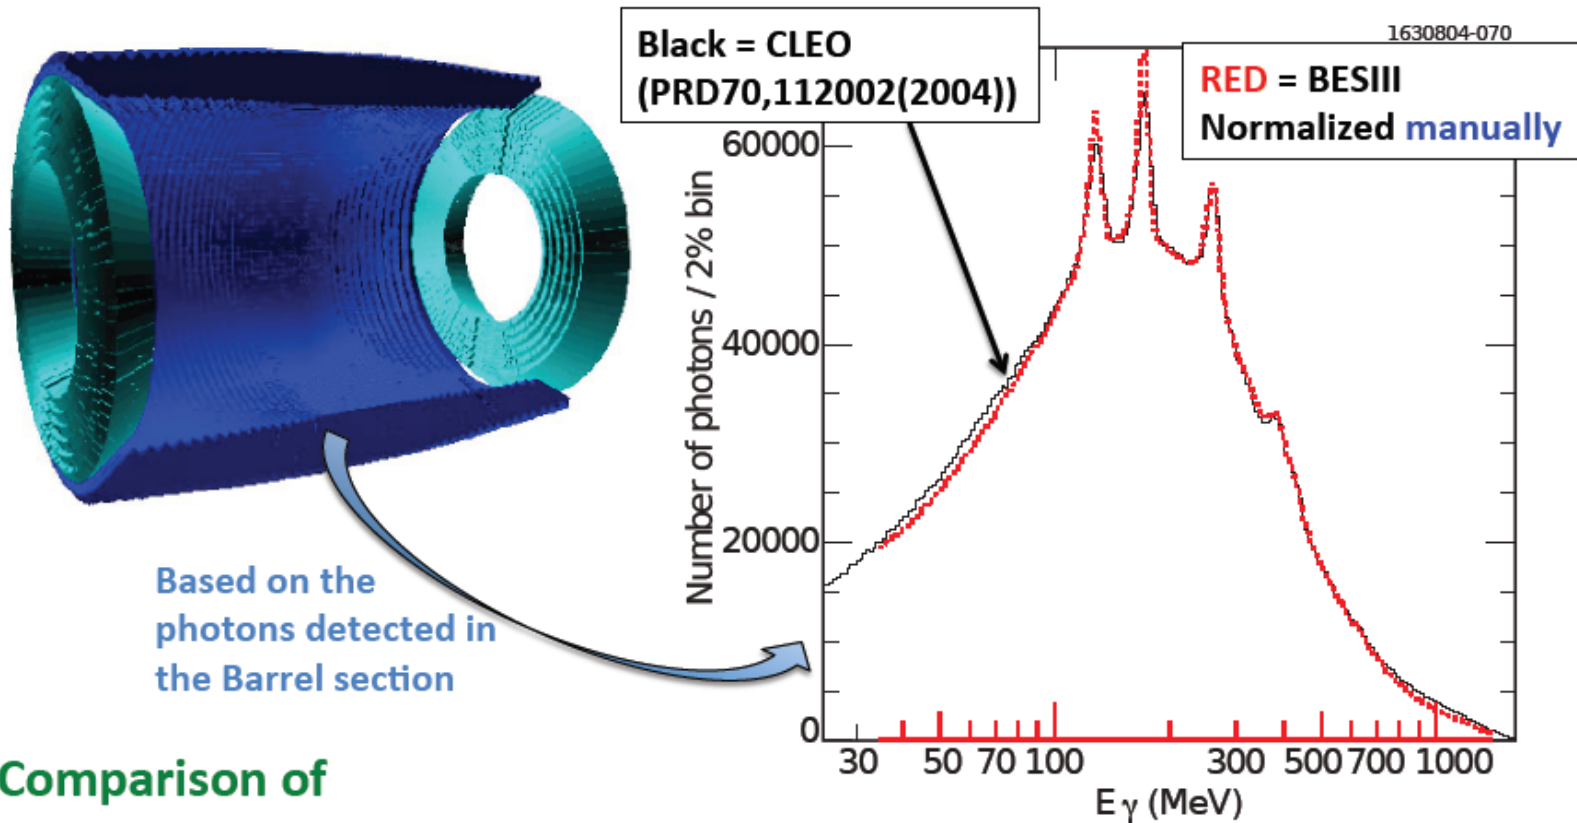 Black = CLEO
(PRD70,112002(2004))
1630804-070
RED = BESIII
Normalized manually
Number of photons / 2% bin
60000
40000
20000
0
30 50 70 100 300 500 700 1000
E γ (MeV)
Based on the
photons detected in
the Barrel section
Comparison of